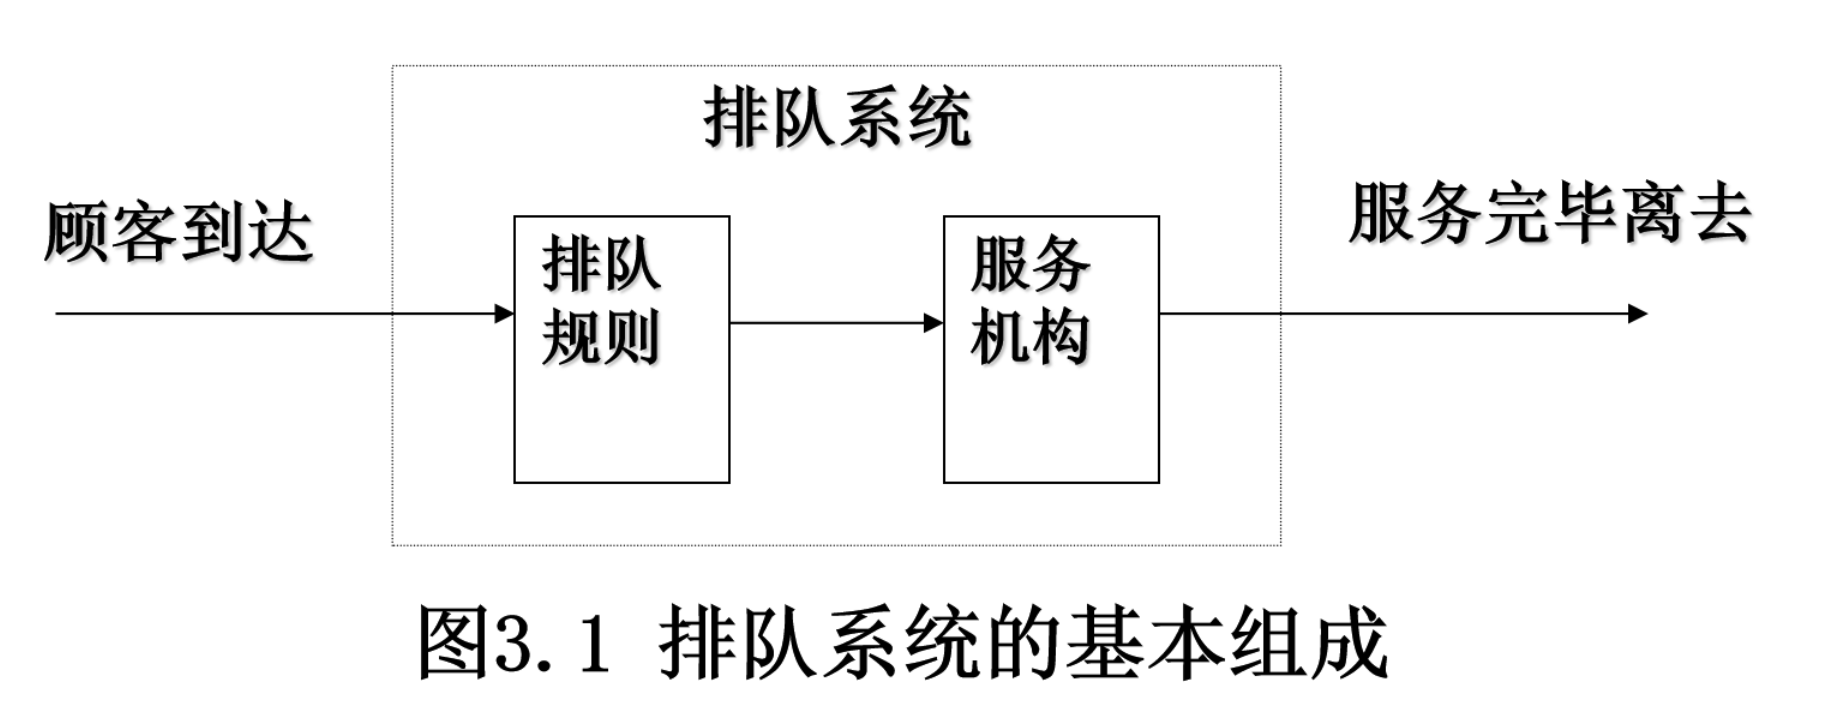 排队系统
顾客到达
服务完毕离去
排队
规则
服务
机构
图3.1 排队系统的基本组成